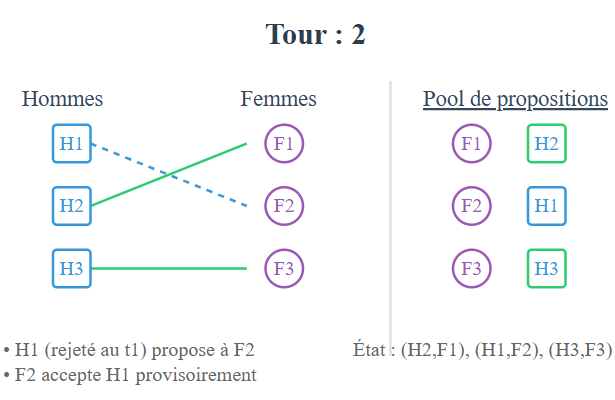 Tour : 2
Hommes Femmes Pool de propositions
H1 F1 F1 H2
H2 F2 F2 H1
H3 F3 F3 H3
• H1 (rejeté au t1) propose à F2 État : (H2,F1), (H1,F2), (H3,F3)
• F2 accepte H1 provisoirement